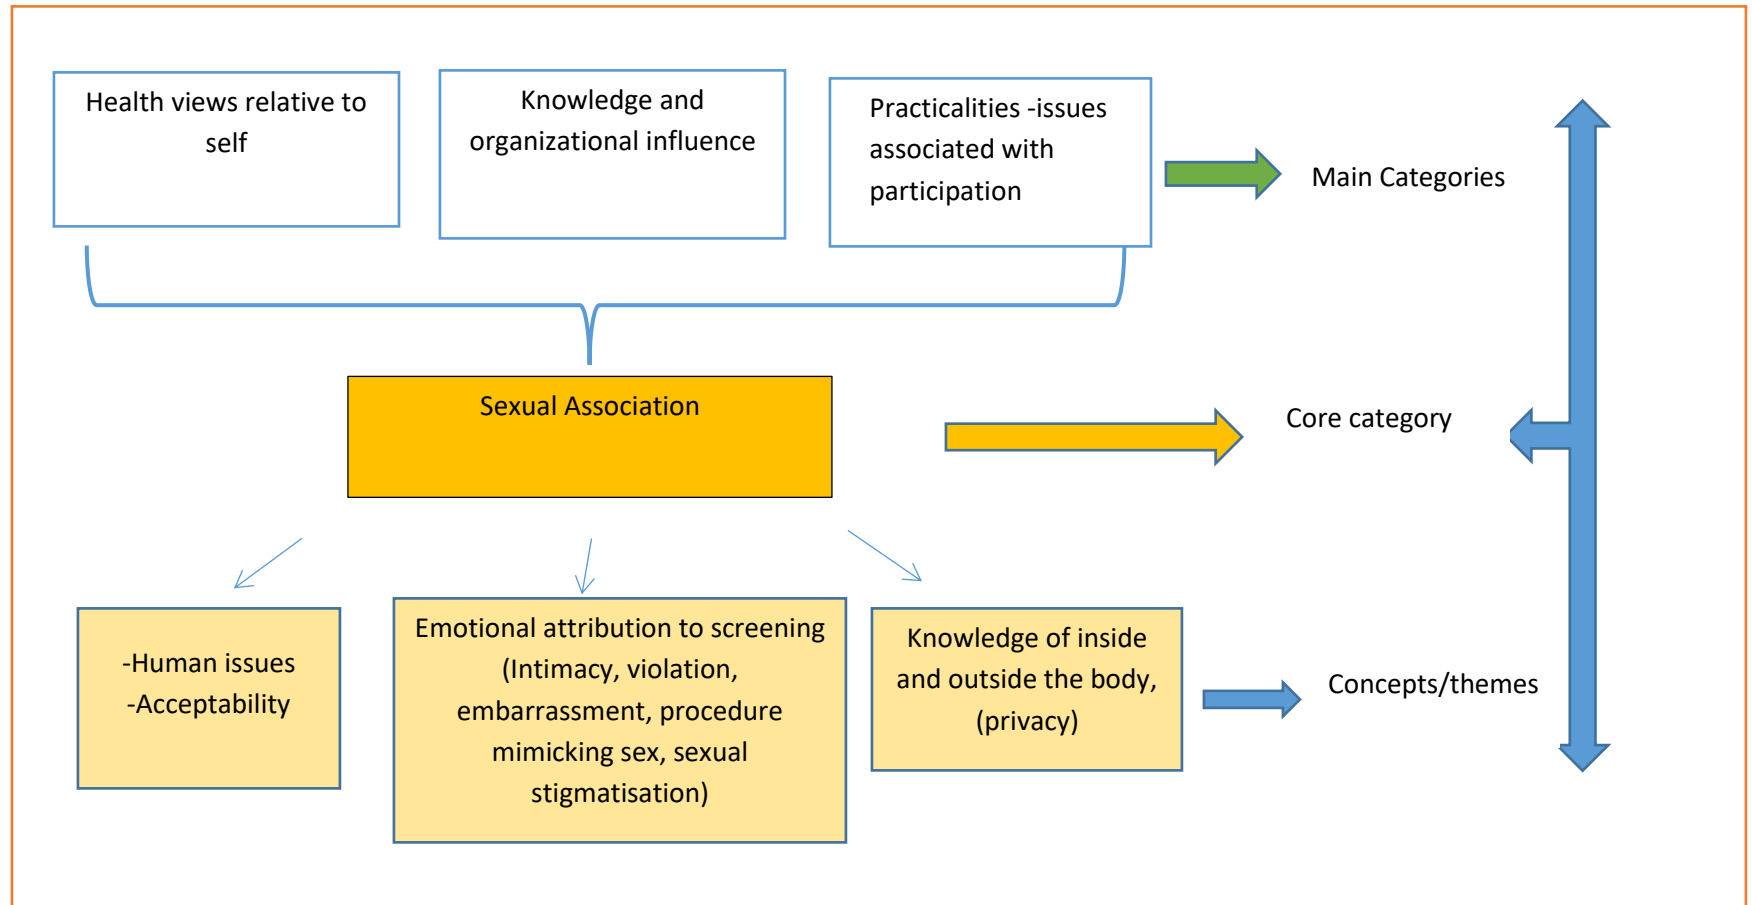 Health views relative to
self
Knowledge and
organizational influence
Practicalities -issues
associated with
participation
Main Categories
Sexual Association
Core category
-Human issues
-Acceptability
Emotional attribution to screening
(Intimacy, violation,
embarrassment, procedure
mimicking sex, sexual
stigmatisation)
Knowledge of inside
and outside the body,
(privacy)
Concepts/themes